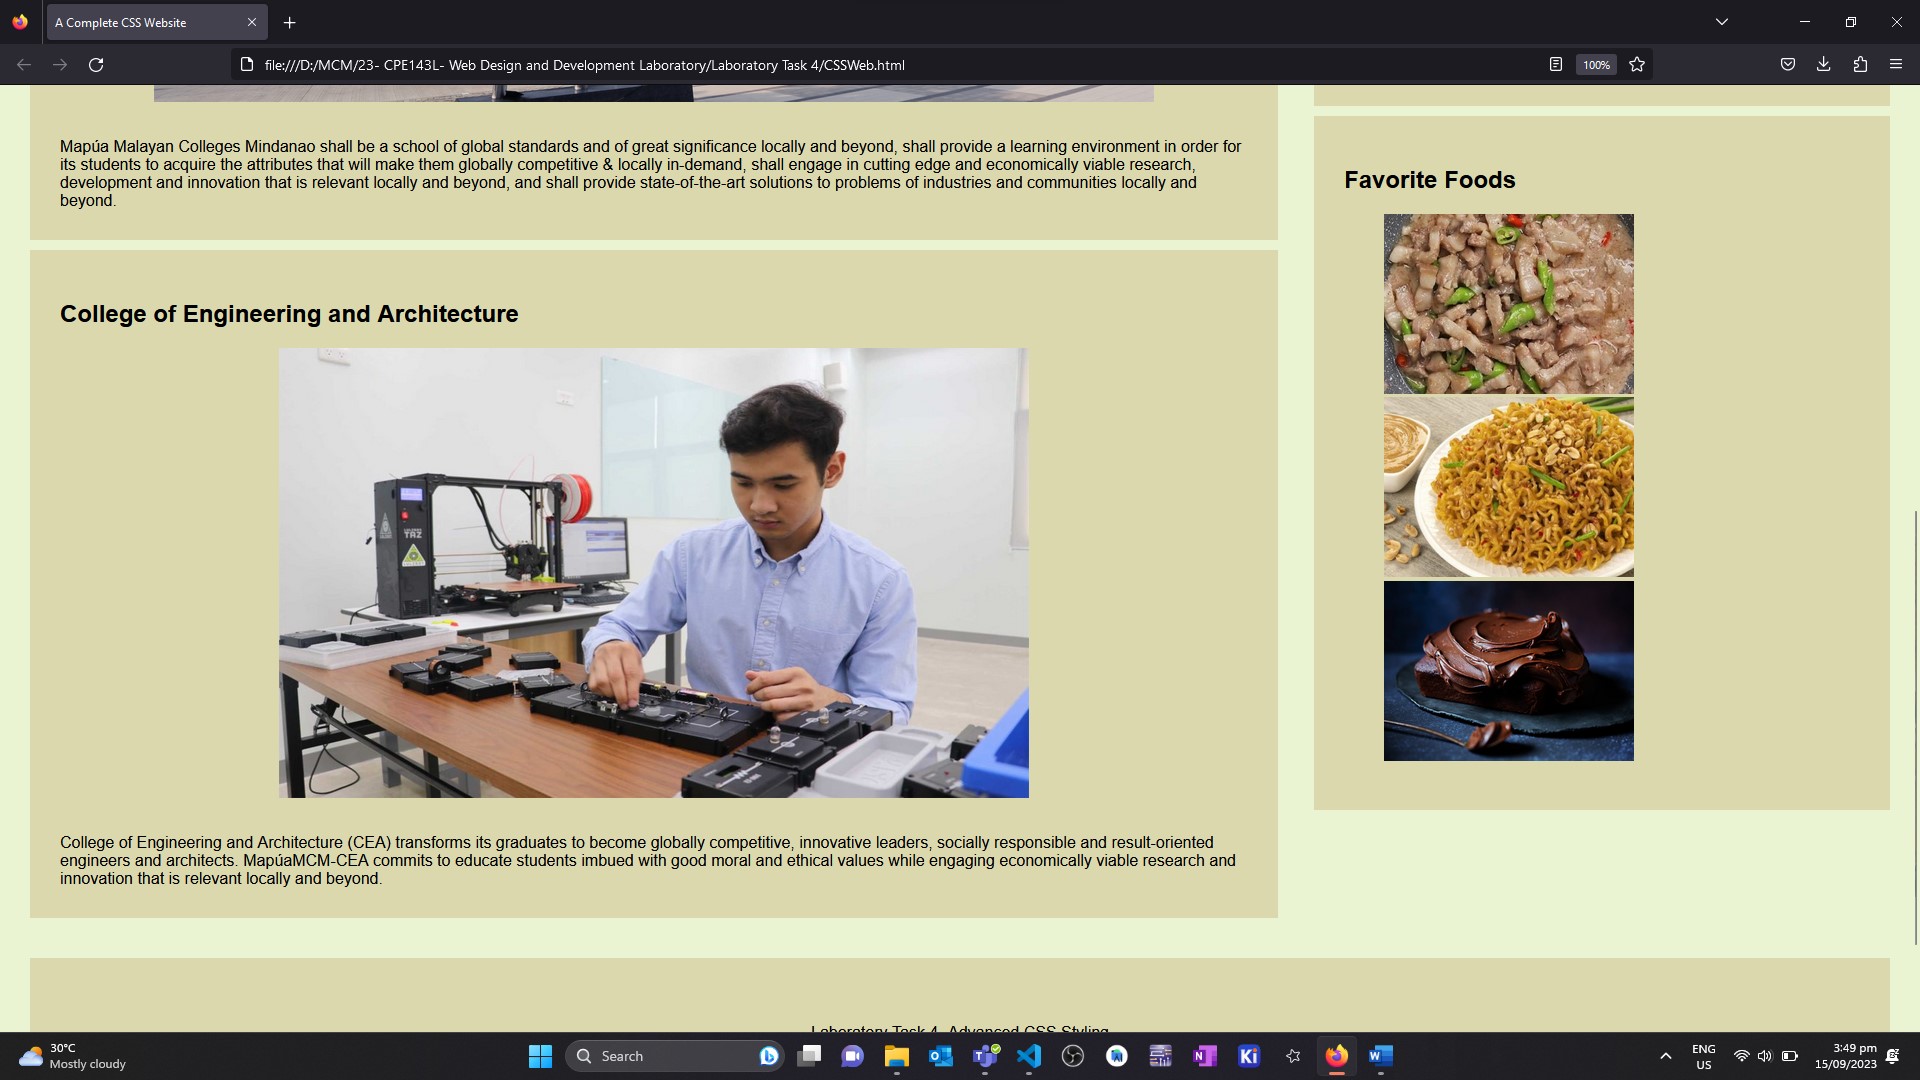 A Complete CSS Website
file:///D:/MCM/23- CPE143L- Web Design and Development Laboratory/Laboratory Task 4/CSSWeb.html
100%
Mapúa Malayan Colleges Mindanao shall be a school of global standards and of great significance locally and beyond, shall provide a learning environment in order for
its students to acquire the attributes that will make them globally competitive & locally in-demand, shall engage in cutting edge and economically viable research,
development and innovation that is relevant locally and beyond, and shall provide state-of-the-art solutions to problems of industries and communities locally and
beyond.
College of Engineering and Architecture
TAZ
College of Engineering and Architecture (CEA) transforms its graduates to become globally competitive, innovative leaders, socially responsible and result-oriented
engineers and architects. MapúaMCM-CEA commits to educate students imbued with good moral and ethical values while engaging economically viable research and
innovation that is relevant locally and beyond.
Favorite Foods
Laboratory Task 4- Advanced CSS Styling
30°C
Mostly cloudy
Search
Ki
ENG
US
3:49 pm
15/09/2023